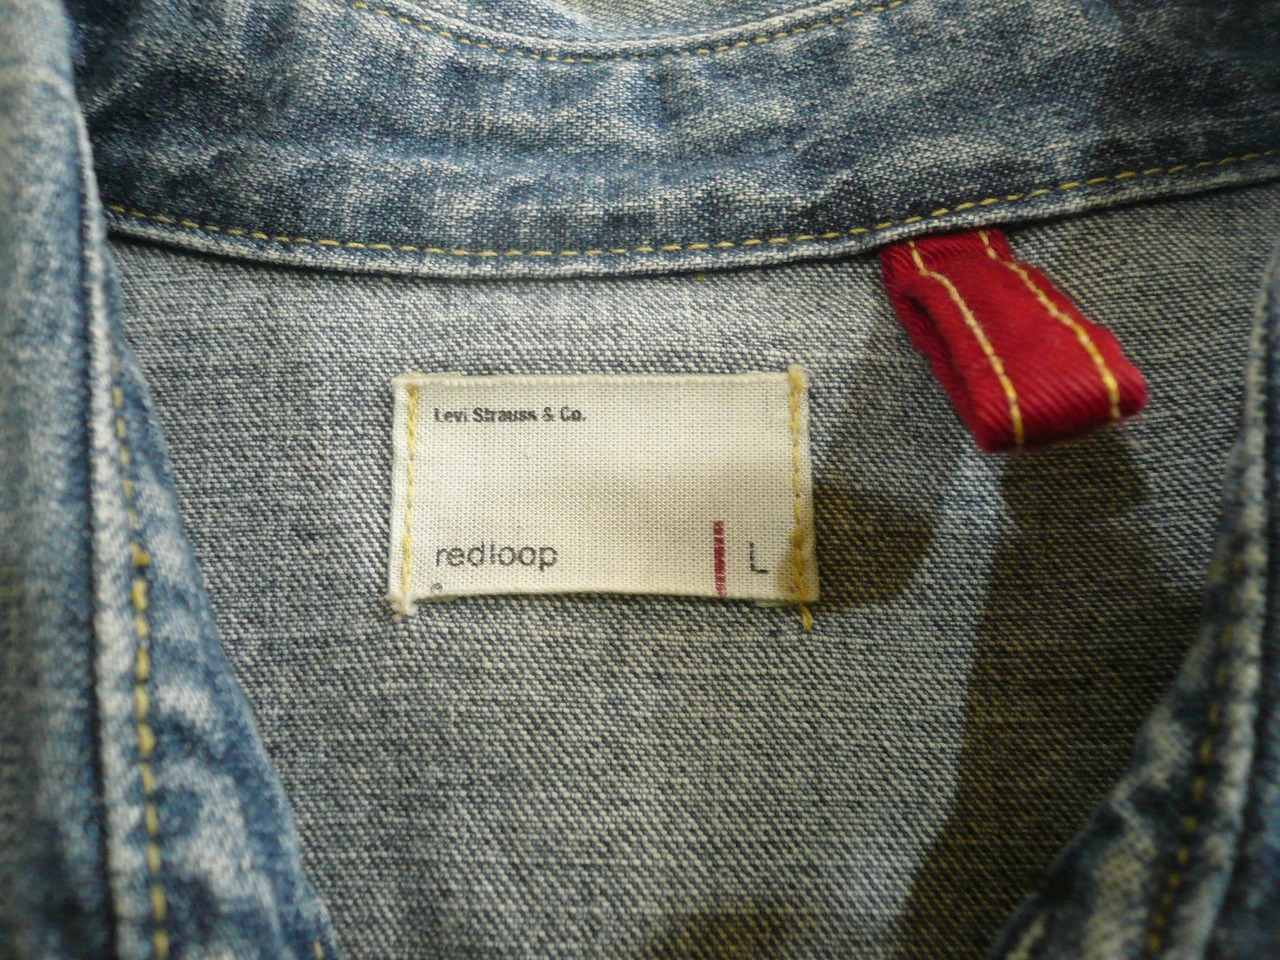 Levi Strauss & Co.
redloop
L